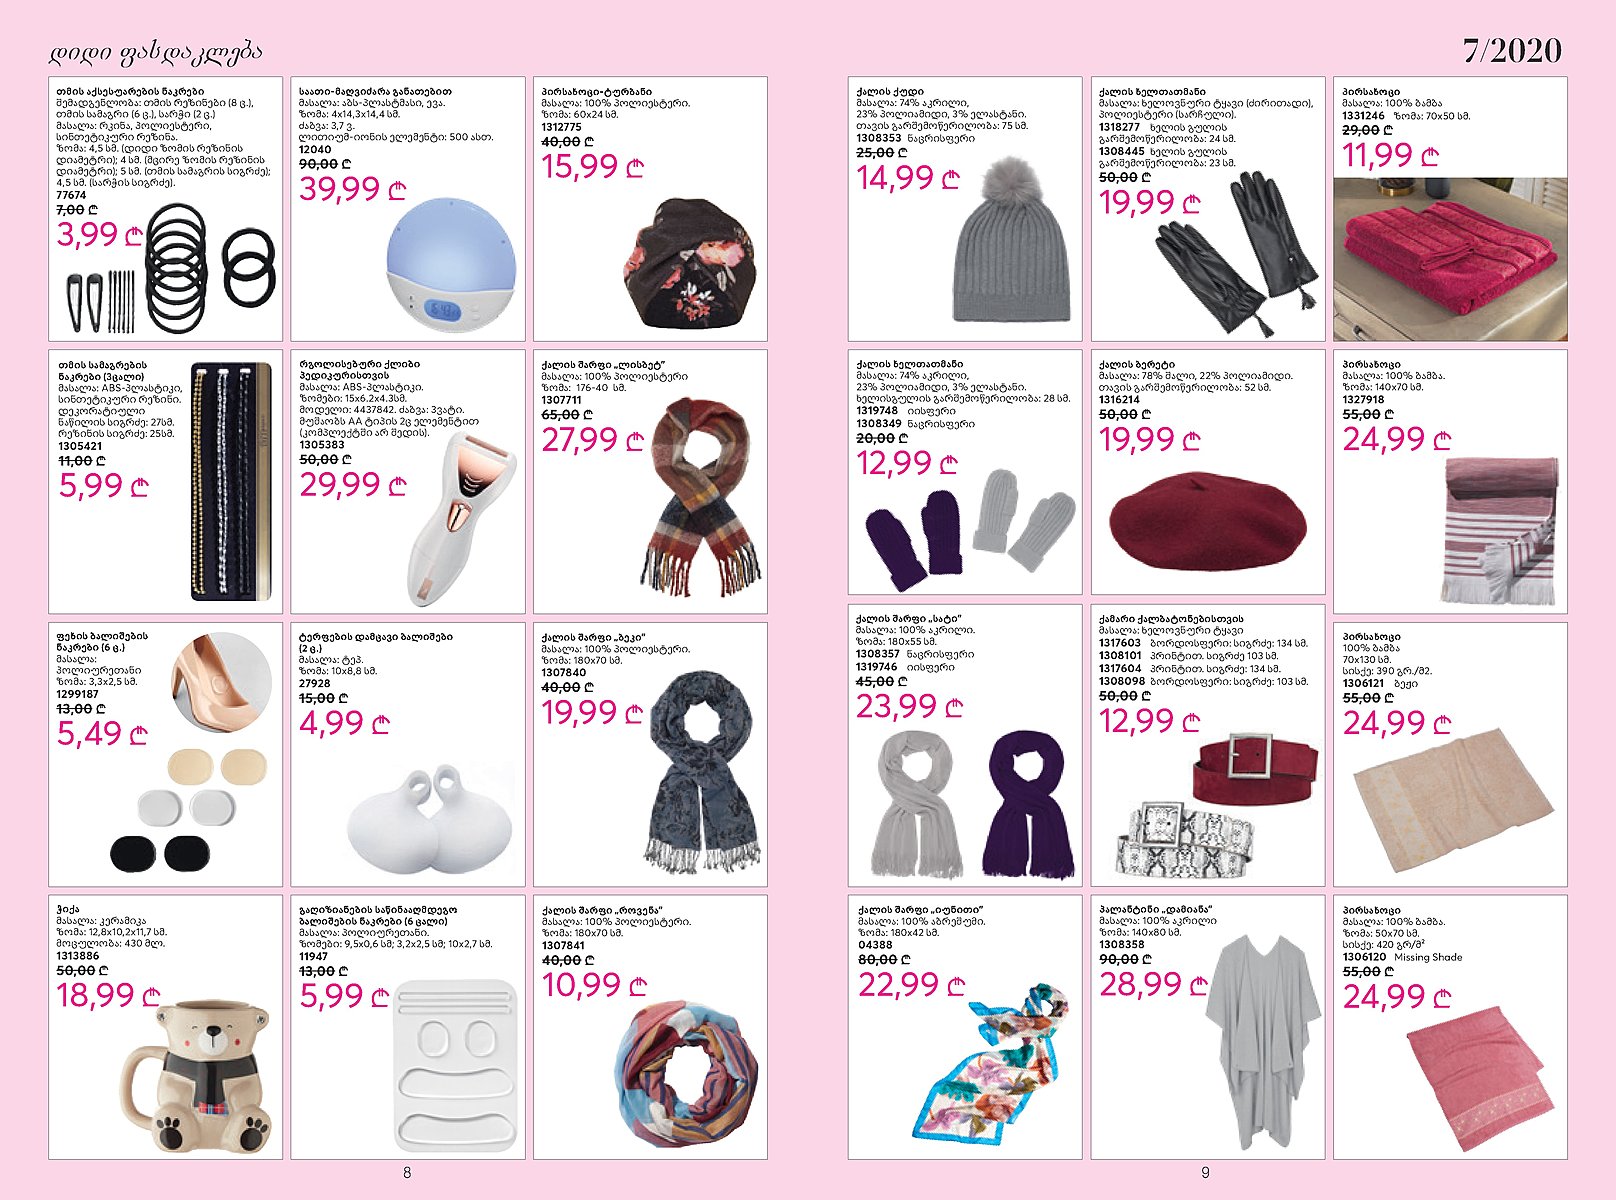 დიდი ფასდაკლება
7/2020
თმის აქსესუარების ნაკრები
შემადგენლობა: თმის რეზინები (8 ც.),
თმის სამაგრი (6 ც.), სარჭი (2 ც.)
მასალა: რკინა, პოლიესტერი,
სინთეტიკური რეზინა.
ზომა: 4,5 სმ. (დიდი ზომის რეზინის
დიამეტრი); 4 სმ. (მცირე ზომის რეზინის
დიამეტრი); 5 სმ. (თმის სამაგრის სიგრძე);
4,5 სმ. (სარჭის სიგრძე).
77674
7,00 ₾
3,99 ₾
საათი-მაღვიძარა განათებით
მასალა: აბს-პლასტმასი, ევა.
ზომა: 4x14,3x14,4 სმ.
ძაბვა: 3,7 ვ.
ლითიუმ-იონის ელემენტი: 500 ასთ.
12040
90,00 ₾
39,99 ₾
პირსახოცი-ტურბანი
მასალა: 100% პოლიესტერი.
ზომა: 60x24 სმ.
1312775
40,00 ₾
15,99 ₾
ქალის ქუდი
მასალა: 74% აკრილი,
23% პოლიამიდი, 3% ელასტანი.
თავის გარშემოწერილობა: 75 სმ.
1308353 ნაცრისფერი
25,00 ₾
14,99 ₾
ქალის ხელთათმანი
მასალა: ხელოვნური ტყავი (ძირითადი),
პოლიესტერი (სარჩული).
1318277 ხელის გულის
გარშემოწერილობა: 24 სმ.
1308445 ხელის გულის
გარშემოწერილობა: 23 სმ.
50,00 ₾
19,99 ₾
პირსახოცი
მასალა: 100% ბამბა
1331246 ზომა: 70x50 სმ.
29,00 ₾
11,99 ₾
თმის სამაგრების
ნაკრები (3ცალი)
მასალა: ABS-პლასტიკი,
სინთეტიკური რეზინი.
დეკორატიული
ნაწილის სიგრძე: 27სმ.
რეზინის სიგრძე: 25სმ.
1305421
11,00 ₾
5,99 ₾
რგოლისებური ქლიბი
პედიკურისთვის
მასალა: ABS-პლასტიკი.
ზომები: 15x6.2x4.3სმ.
მოდელი: 4437842. ძაბვა: 3ვატი.
მუშაობს AA ტიპის 2ც ელემენტით
(კომპლექტში არ შედის).
1305383
50,00 ₾
29,99 ₾
ქალის შარფი „ლისბეტ”
მასალა: 100% პოლიესტერი
ზომა: 176-40 სმ.
1307711
65,00 ₾
27,99 ₾
ქალის ხელთათმანი
მასალა: 74% აკრილი,
23% პოლიამიდი, 3% ელასტანი.
ხელისგულის გარშემოწერილობა: 28 სმ.
1319748 იისფერი
1308349 ნაცრისფერი
20,00 ₾
12,99 ₾
ქალის ბერეტი
მასალა: 78% შალი, 22% პოლიამიდი.
თავის გარშემოწერილობა: 52 სმ.
1316214
50,00 ₾
19,99 ₾
პირსახოცი
მასალა: 100% ბამბა.
ზომა: 140x70 სმ.
1327918
55,00 ₾
24,99 ₾
ფეხის ბალიშების
ნაკრები (6 ც.)
მასალა:
პოლიურეთანი
ზომა: 3,3x2,5 სმ.
1299187
13,00 ₾
5,49 ₾
ტერფების დამცავი ბალიშები
(2 ც.)
მასალა: ტეპ.
ზომა: 10x8,8 სმ.
27928
15,00 ₾
4,99 ₾
ქალის შარფი „ბეკი”
მასალა: 100% პოლიესტერი.
ზომა: 180x70 სმ.
1307840
40,00 ₾
19,99 ₾
ქალის შარფი „სატი”
მასალა: 100% აკრილი.
ზომა: 180x55 სმ.
1308357 ნაცრისფერი
1319746 იისფერი
45,00 ₾
23,99 ₾
ქამარი ქალბატონებისთვის
მასალა: ხელოვნური ტყავი
1317603 ბორდოსფერი: სიგრძე: 134 სმ.
1308101 პრინტით. სიგრძე 103 სმ.
1317604 პრინტით. სიგრძე: 134 სმ.
1308098 ბორდოსფერი: სიგრძე: 103 სმ.
50,00 ₾
12,99 ₾
პირსახოცი
100% ბამბა
70x130 სმ.
სისქე: 390 გრ./მ2.
1306121 ბეჟი
55,00 ₾
24,99 ₾
ჭიქა
მასალა: კერამიკა
ზომა: 12,8x10,2x11,7 სმ.
მოცულობა: 430 მლ.
1313886
50,00 ₾
18,99 ₾
გაღიზიანების საწინააღმდეგო
ბალიშების ნაკრები (6 ცალი)
მასალა: პოლიურეთანი.
ზომები: 9,5x0,6 სმ; 3,2x2,5 სმ; 10x2,7 სმ.
11947
13,00 ₾
5,99 ₾
ქალის შარფი „როვენა”
მასალა: 100% პოლიესტერი.
ზომა: 180x70 სმ.
1307841
40,00 ₾
10,99 ₾
ქალის შარფი „იუნიტი”
მასალა: 100% აბრეშუმი.
ზომა: 180x42 სმ.
04388
80,00 ₾
22,99 ₾
პალანტინი „დამიანა”
მასალა: 100% აკრილი
ზომა: 140x80 სმ.
1308358
90,00 ₾
28,99 ₾
პირსახოცი
მასალა: 100% ბამბა.
ზომა: 50x70 სმ.
სისქე: 420 გრ/მ²
1306120 Missing Shade
55,00 ₾
24,99 ₾
8
9